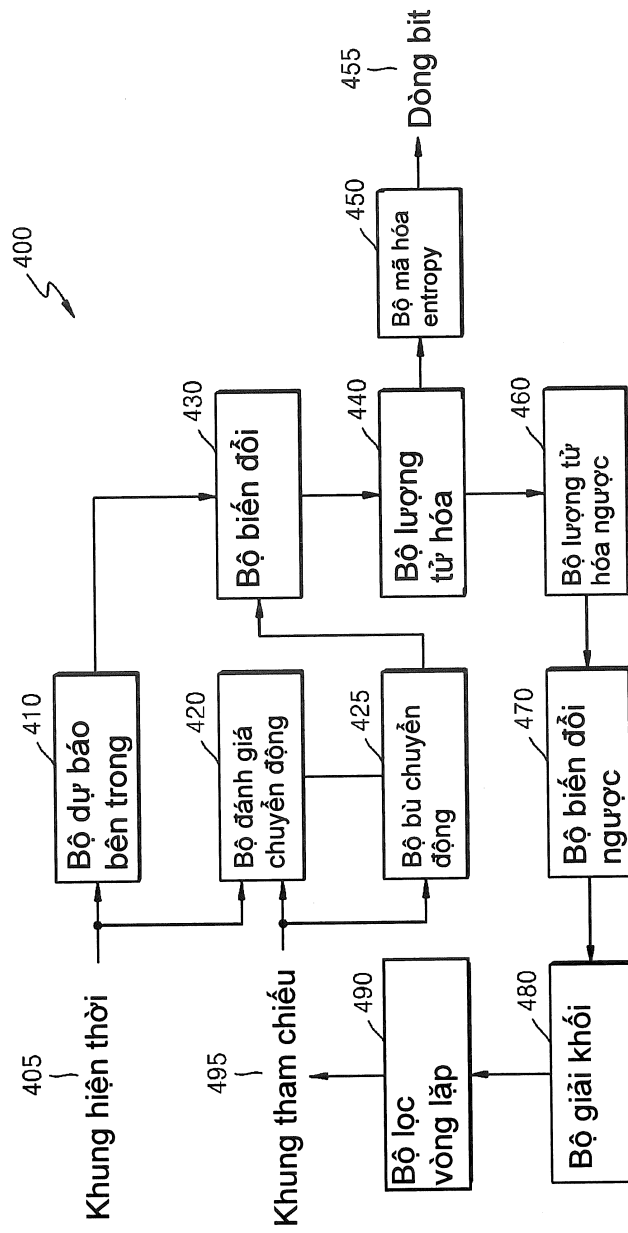 400
405
Khung hiện thời
410
Bộ dự báo
bên trong
495
Khung tham chiếu
420
Bộ đánh giá
chuyển động
425
Bộ bù chuyển
động
430
Bộ biến đổi
440
Bộ lượng
tử hóa
450
Bộ mã hóa
entropy
455
Dòng bit
460
Bộ lượng tử
hóa ngược
470
Bộ biến đổi
ngược
480
Bộ giải khối
490
Bộ lọc
vòng lặp